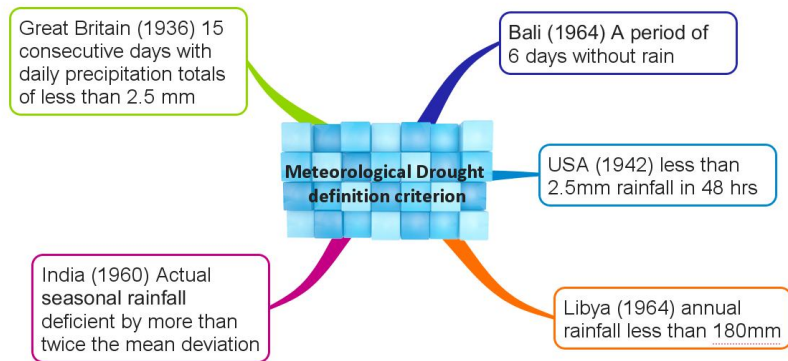 Great Britain (1936) 15
consecutive days with
daily precipitation totals
of less than 2.5 mm
Bali (1964) A period of
6 days without rain
Meteorological Drought
definition criterion
USA (1942) less than
2.5mm rainfall in 48 hrs
India (1960) Actual
seasonal rainfall
deficient by more than
twice the mean deviation
Libya (1964) annual
rainfall less than 180mm